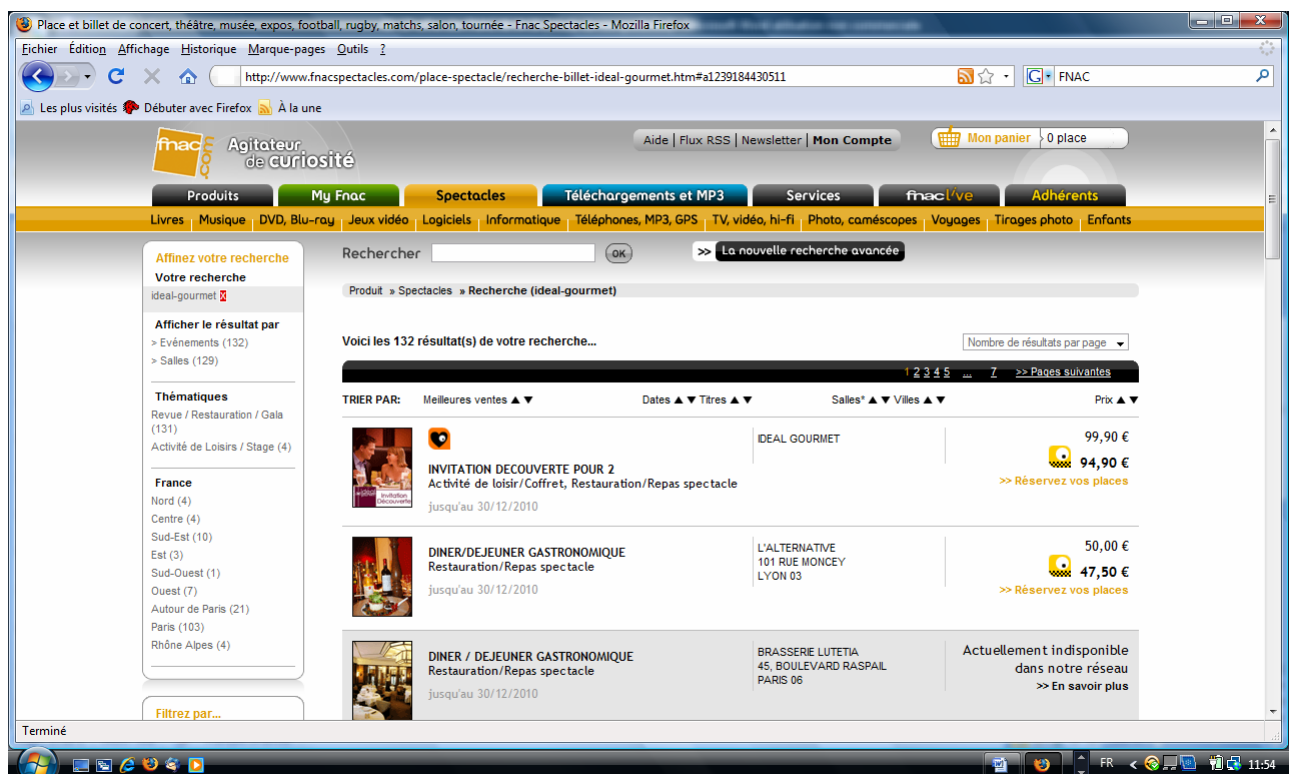 Place et billet de concert, théâtre, musée, expos, football, rugby, matchs, salon, tournée - Fnac Spectacles - Mozilla Firefox
Fichier Édition Affichage Historique Marque-pages Outils ?
http://www.fnacspectacles.com/place-spectacle/recherche-billet-ideal-gourmet.htm#a1239184430511
G FNAC
Les plus visités Débuter avec Firefox À la une
fnac.com Agitateur de curiosité
Aide | Flux RSS | Newsletter | Mon Compte
Mon panier 0 place
Produits My Fnac Spectacles Téléchargements et MP3 Services fnac live Adhérents
Livres Musique DVD, Blu-ray Jeux vidéo Logiciels Informatique Téléphones, MP3, GPS TV, vidéo, hi-fi Photo, caméscopes Voyages Tirages photo Enfants
Affinez votre recherche
Votre recherche
ideal-gourmet x
Afficher le résultat par
> Evénements (132)
> Salles (129)
Thématiques
Revue / Restauration / Gala
(131)
Activité de Loisirs / Stage (4)
France
Nord (4)
Centre (4)
Sud-Est (10)
Est (3)
Sud-Ouest (1)
Ouest (7)
Autour de Paris (21)
Paris (103)
Rhône Alpes (4)
Filtrez par...
Rechercher OK >> La nouvelle recherche avancée
Produit » Spectacles » Recherche (ideal-gourmet)
Voici les 132 résultat(s) de votre recherche...
Nombre de résultats par page
1 2 3 4 5 ... 7 >> Pages suivantes
TRIER PAR: Meilleures ventes ▲ ▼ Dates ▲ ▼ Titres ▲ ▼ Salles* ▲ ▼ Villes ▲ ▼ Prix ▲ ▼
Invitation
Découverte
INVITATION DECOUVERTE POUR 2
Activité de loisir/Coffret, Restauration/Repas spectacle
jusqu'au 30/12/2010
IDEAL GOURMET
99,90 €
94,90 €
>> Réservez vos places
DINER/DEJEUNER GASTRONOMIQUE
Restauration/Repas spectacle
jusqu'au 30/12/2010
L'ALTERNATIVE
101 RUE MONCEY
LYON 03
50,00 €
47,50 €
>> Réservez vos places
DINER / DEJEUNER GASTRONOMIQUE
Restauration/Repas spectacle
jusqu'au 30/12/2010
BRASSERIE LUTETIA
45, BOULEVARD RASPAIL
PARIS 06
Actuellement indisponible
dans notre réseau
>> En savoir plus
Terminé
FR 11:54